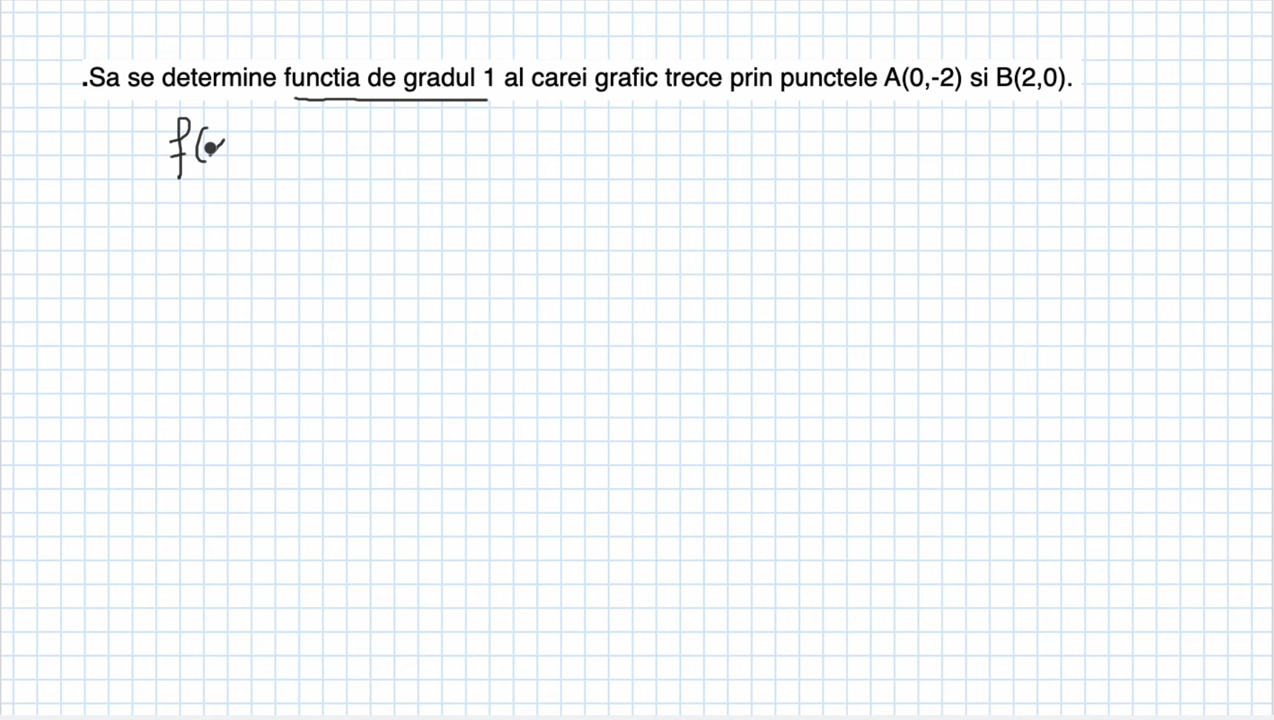 .Sa se determine functia de gradul 1 al carei grafic trece prin punctele A(0,-2) si B(2,0).
f(